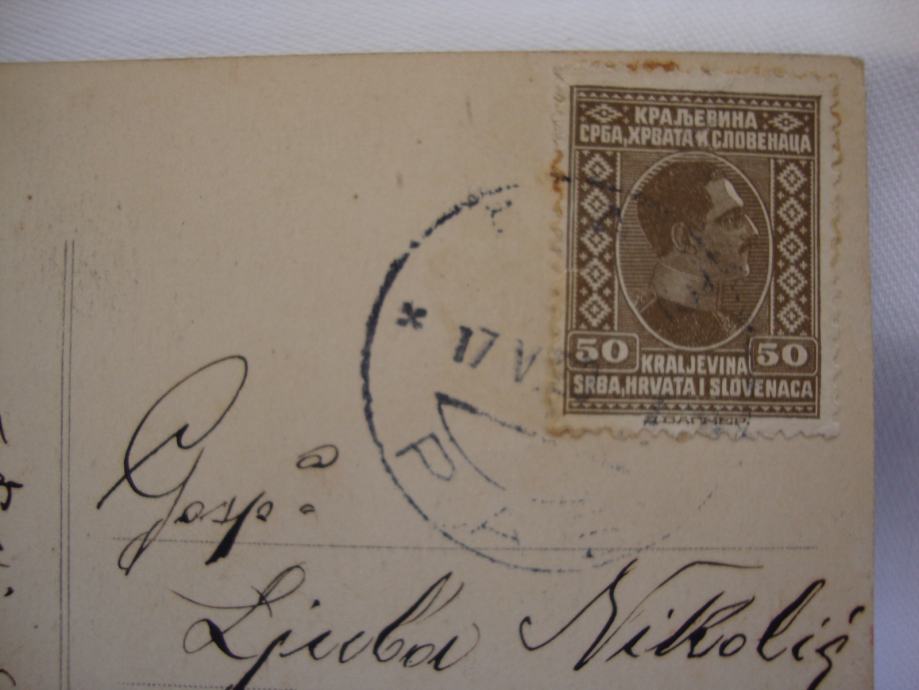 КРАЉЕВИНА
СРБА, ХРВАТА И СЛОВЕНАЦА
50 50
KRALJEVINA
SRBA, HRVATA I SLOVENACA
17 V
Gosp.a
Ljuba Nikolić